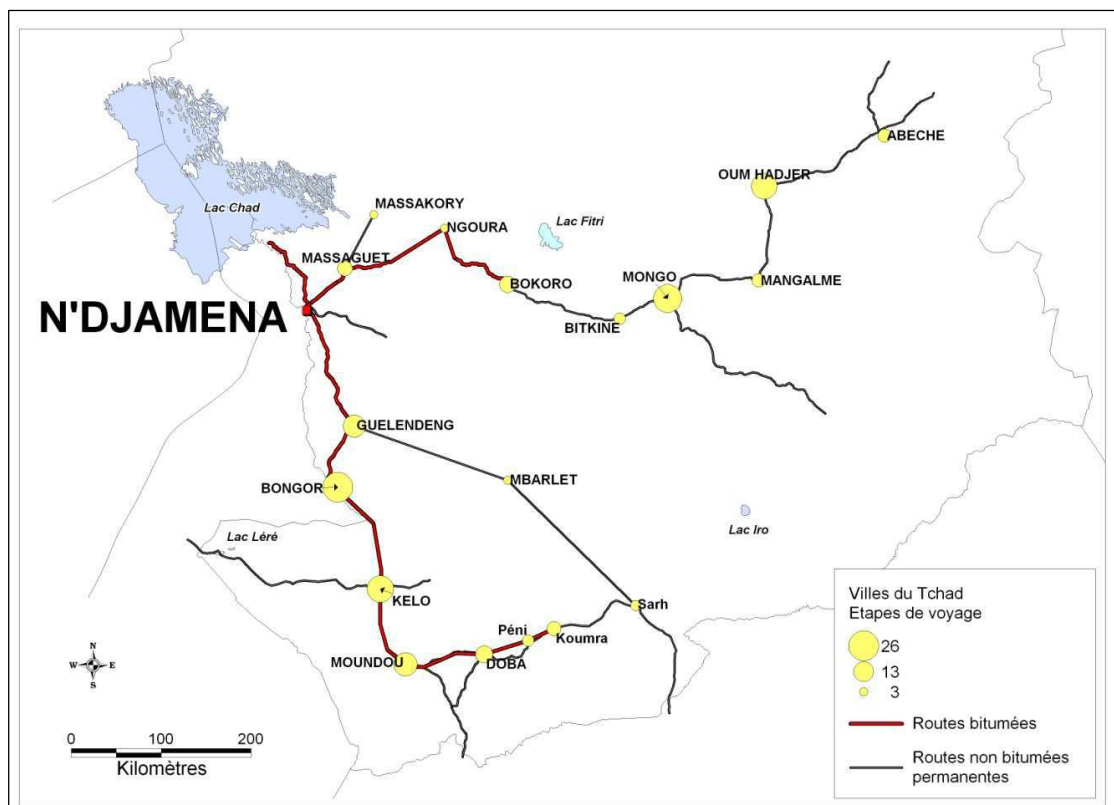 ABECHE
OUM HADJER
MASSAKORY
Lac Chad
NGOURA
Lac Fitri
MASSAGUET
BOKORO
MONGO
MANGALME
N'DJAMENA
BITKINE
GUELENDENG
MBARLET
BONGOR
Lac Iro
Lac Léré
KELO
Sarh
Péni
Koumra
MOUNDOU
DOBA
N
W
E
S
0 100 200
Kilomètres
Villes du Tchad
Etapes de voyage
26
13
3
Routes bitumées
Routes non bitumées
permanentes